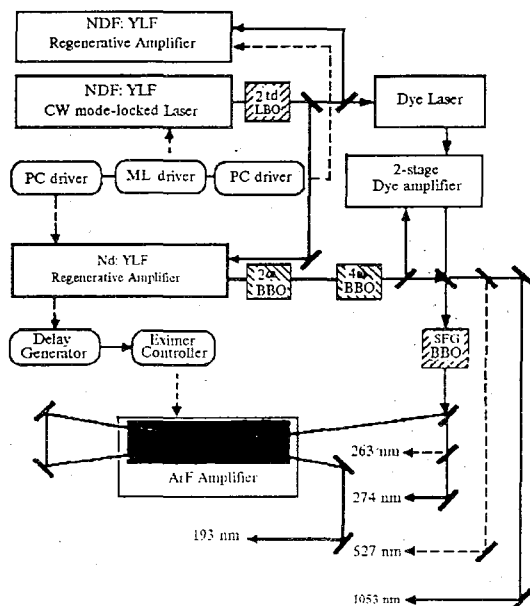 NDF: YLF
Regenerative Amplifier
NDF: YLF
CW mode-locked Laser
2 td
LBO
Dye Laser
2-stage
Dye amplifier
PC driver
ML driver
PC driver
Nd: YLF
Regenerative Amplifier
2ω
BBO
4ω
BBO
SFG
BBO
Delay
Generator
Eximer
Controller
ArF Amplifier
263 nm
274 nm
193 nm
527 nm
1053 nm